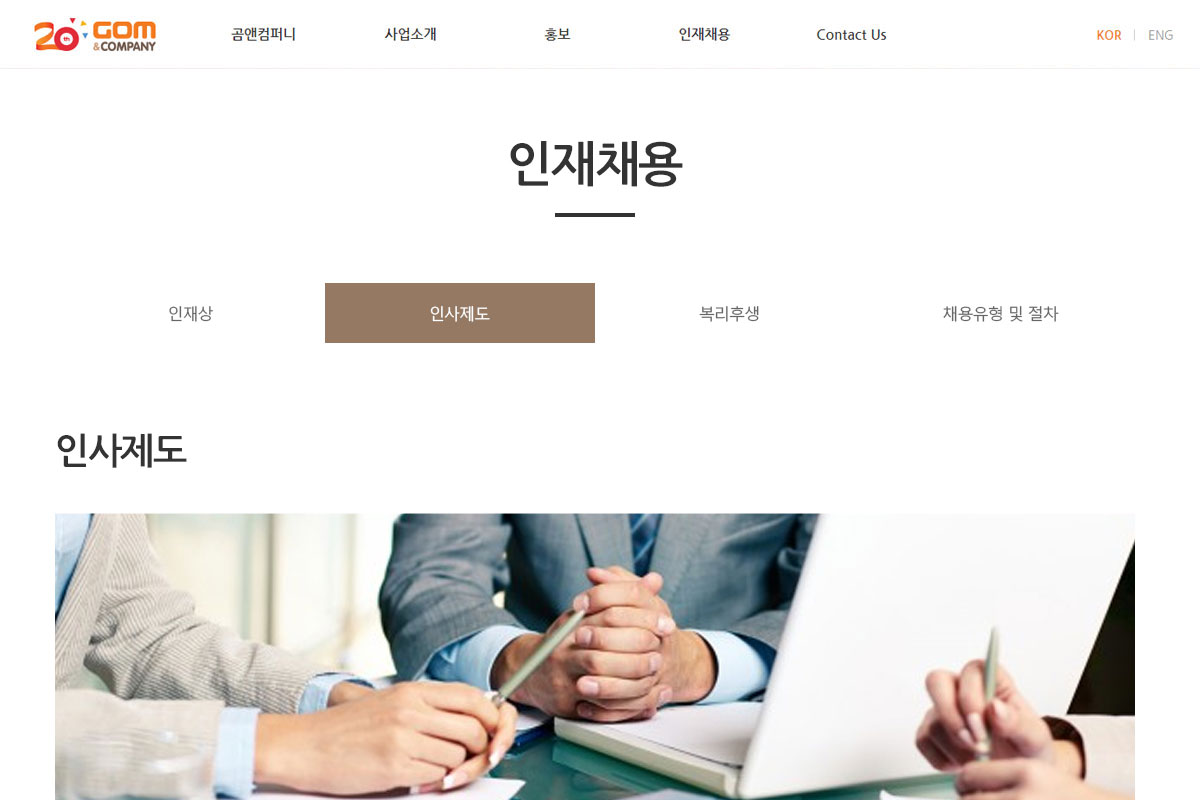 20th GOM
&COMPANY
곰앤컴퍼니 사업소개 홍보 인재채용 Contact Us KOR | ENG
인재채용
인재상 인사제도 복리후생 채용유형 및 절차
인사제도